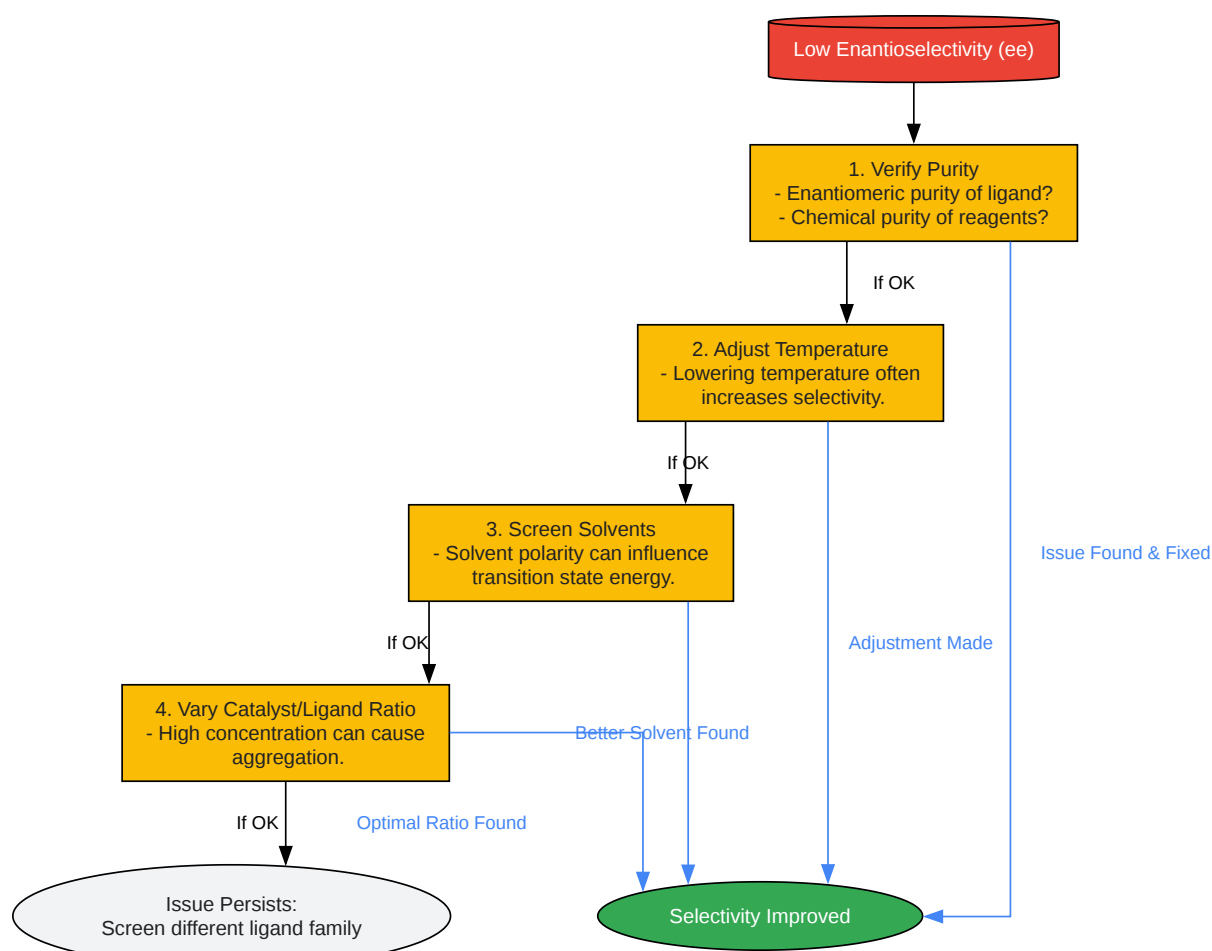 Low Enantioselectivity (ee)
1. Verify Purity
- Enantiomeric purity of ligand?
- Chemical purity of reagents?
If OK
2. Adjust Temperature
- Lowering temperature often
increases selectivity.
If OK
3. Screen Solvents
- Solvent polarity can influence
transition state energy.
Issue Found & Fixed
If OK
Adjustment Made
4. Vary Catalyst/Ligand Ratio
- High concentration can cause
aggregation.
Better Solvent Found
If OK
Optimal Ratio Found
Issue Persists:
Screen different ligand family
Selectivity Improved